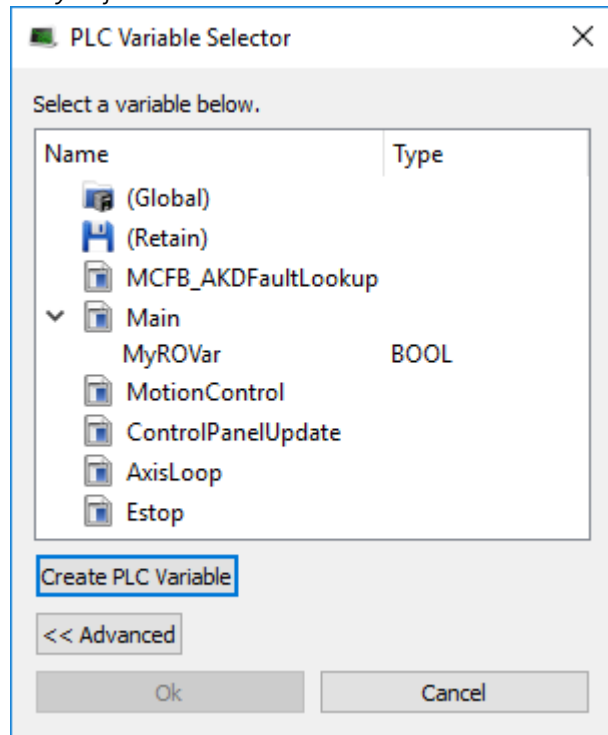 PLC Variable Selector
Select a variable below.
Name Type
(Global)
(Retain)
MCFB_AKDFaultLookup
Main
MyROVar BOOL
MotionControl
ControlPanelUpdate
AxisLoop
Estop
Create PLC Variable
<< Advanced
Ok Cancel